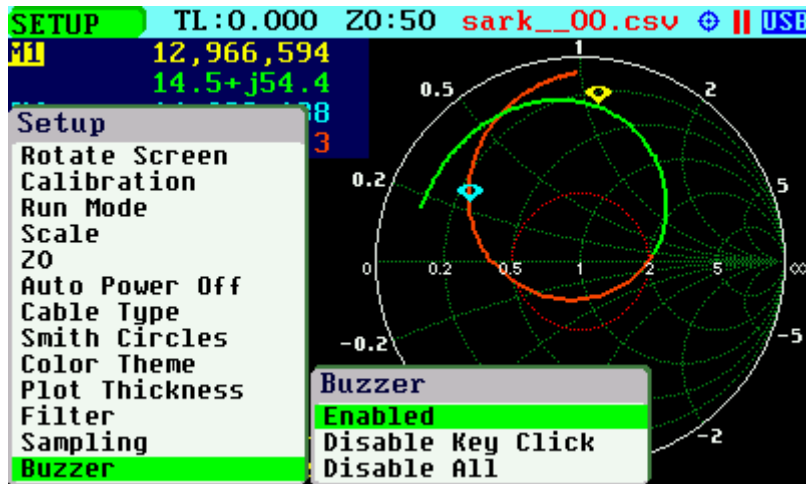 SETUP TL:0.000 Z0:50 sark__00.csv USB
M1 12,966,594
14.5+j54.4
8
3
Setup
Rotate Screen
Calibration
Run Mode
Scale
ZO
Auto Power Off
Cable Type
Smith Circles
Color Theme
Plot Thickness
Filter
Sampling
Buzzer
Buzzer
Enabled
Disable Key Click
Disable All
1
0.5
2
0.2
5
0
0.2
0.5
1
2
5
∞
-0.2
-5
-2